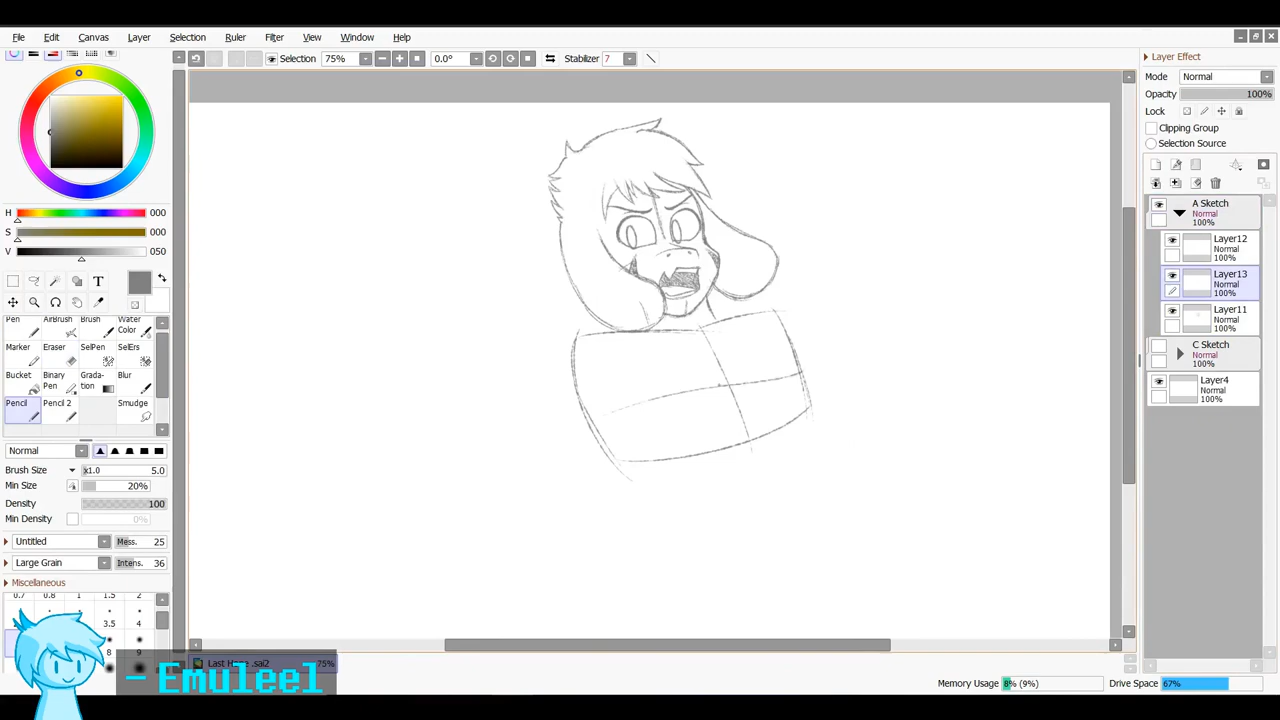 File Edit Canvas Layer Selection Ruler Filter View Window Help
Selection 75% 0.0° Stabilizer 7
H 000
S 000
V 050
T
Pen AirBrush Brush Water Color
Marker Eraser SelPen SelErs
Bucket Binary Pen Grada-tion Blur
Pencil Pencil 2 Smudge
Normal
Brush Size x1.0 5.0
Min Size 20%
Density 100
Min Density 0%
Untitled Mess. 25
Large Grain Intens. 36
Miscellaneous
0.7 0.8 1 1.5 2
3.5 4
8 9
- Emuleel
.sai2 75%
Layer Effect
Mode Normal
Opacity 100%
Lock
Clipping Group
Selection Source
A Sketch
Normal
100%
Layer12
Normal
100%
Layer13
Normal
100%
Layer11
Normal
100%
C Sketch
Normal
100%
Layer4
Normal
100%
Memory Usage 8% (9%) Drive Space 67%